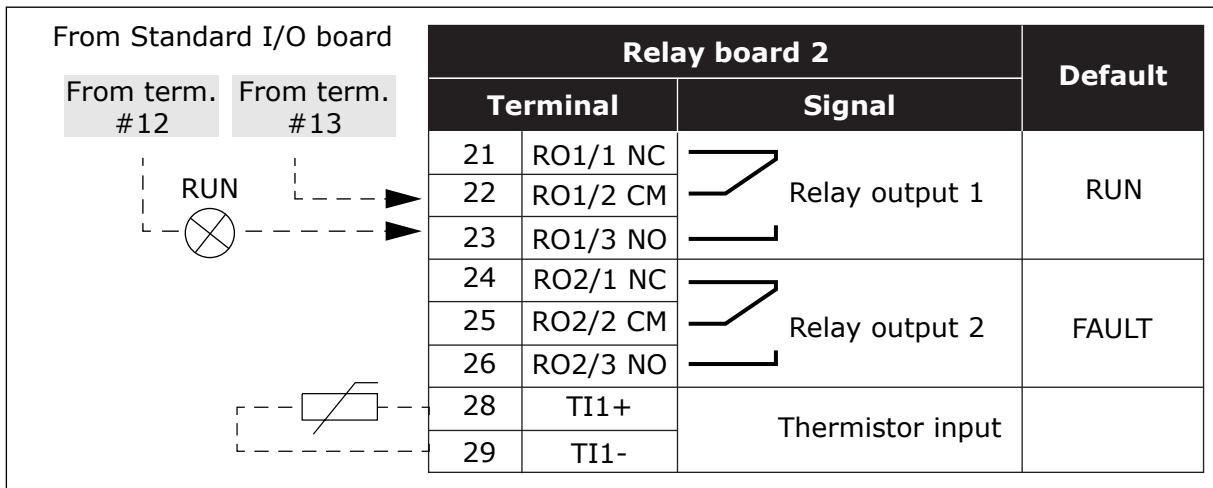 From Standard I/O board
From term. #12
From term. #13
RUN
Relay board 2
Default
Terminal
Signal
21 RO1/1 NC
22 RO1/2 CM
23 RO1/3 NO
Relay output 1
RUN
24 RO2/1 NC
25 RO2/2 CM
26 RO2/3 NO
Relay output 2
FAULT
28 TI1+
29 TI1-
Thermistor input